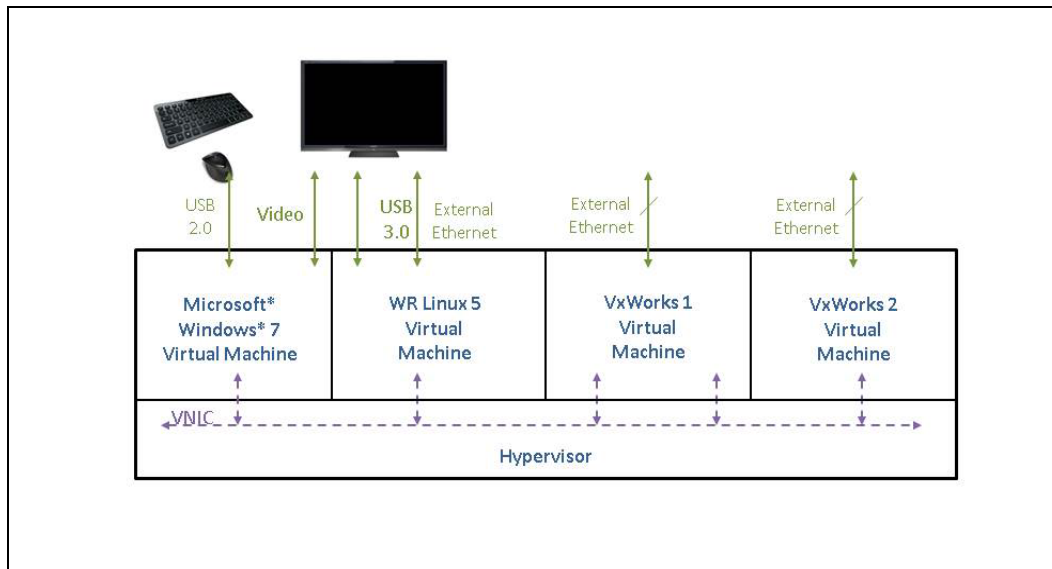 USB
2.0
Video
USB
3.0
External
Ethernet
External
Ethernet
External
Ethernet
Microsoft*
Windows* 7
Virtual Machine
WR Linux 5
Virtual
Machine
VxWorks 1
Virtual
Machine
VxWorks 2
Virtual
Machine
VNIC
Hypervisor